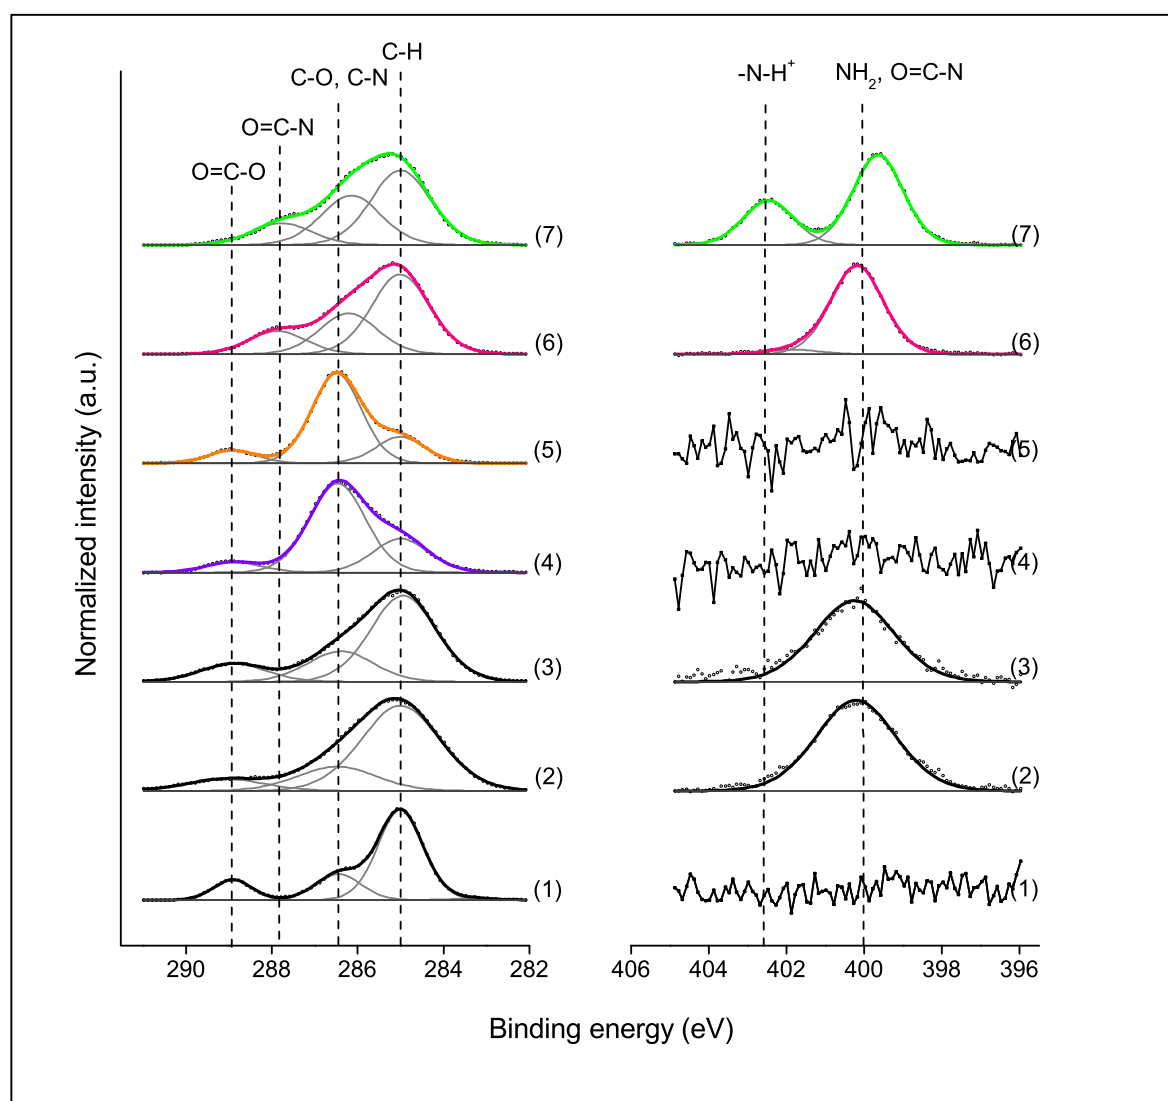 C-H
C-O, C-N
-N-H⁺
NH₂, O=C-N
O=C-N
O=C-O
(7)
(7)
(6)
(6)
(5)
(5)
(4)
(4)
(3)
(3)
(2)
(2)
(1)
(1)
Normalized intensity (a.u.)
290 288 286 284 282
406 404 402 400 398 396
Binding energy (eV)